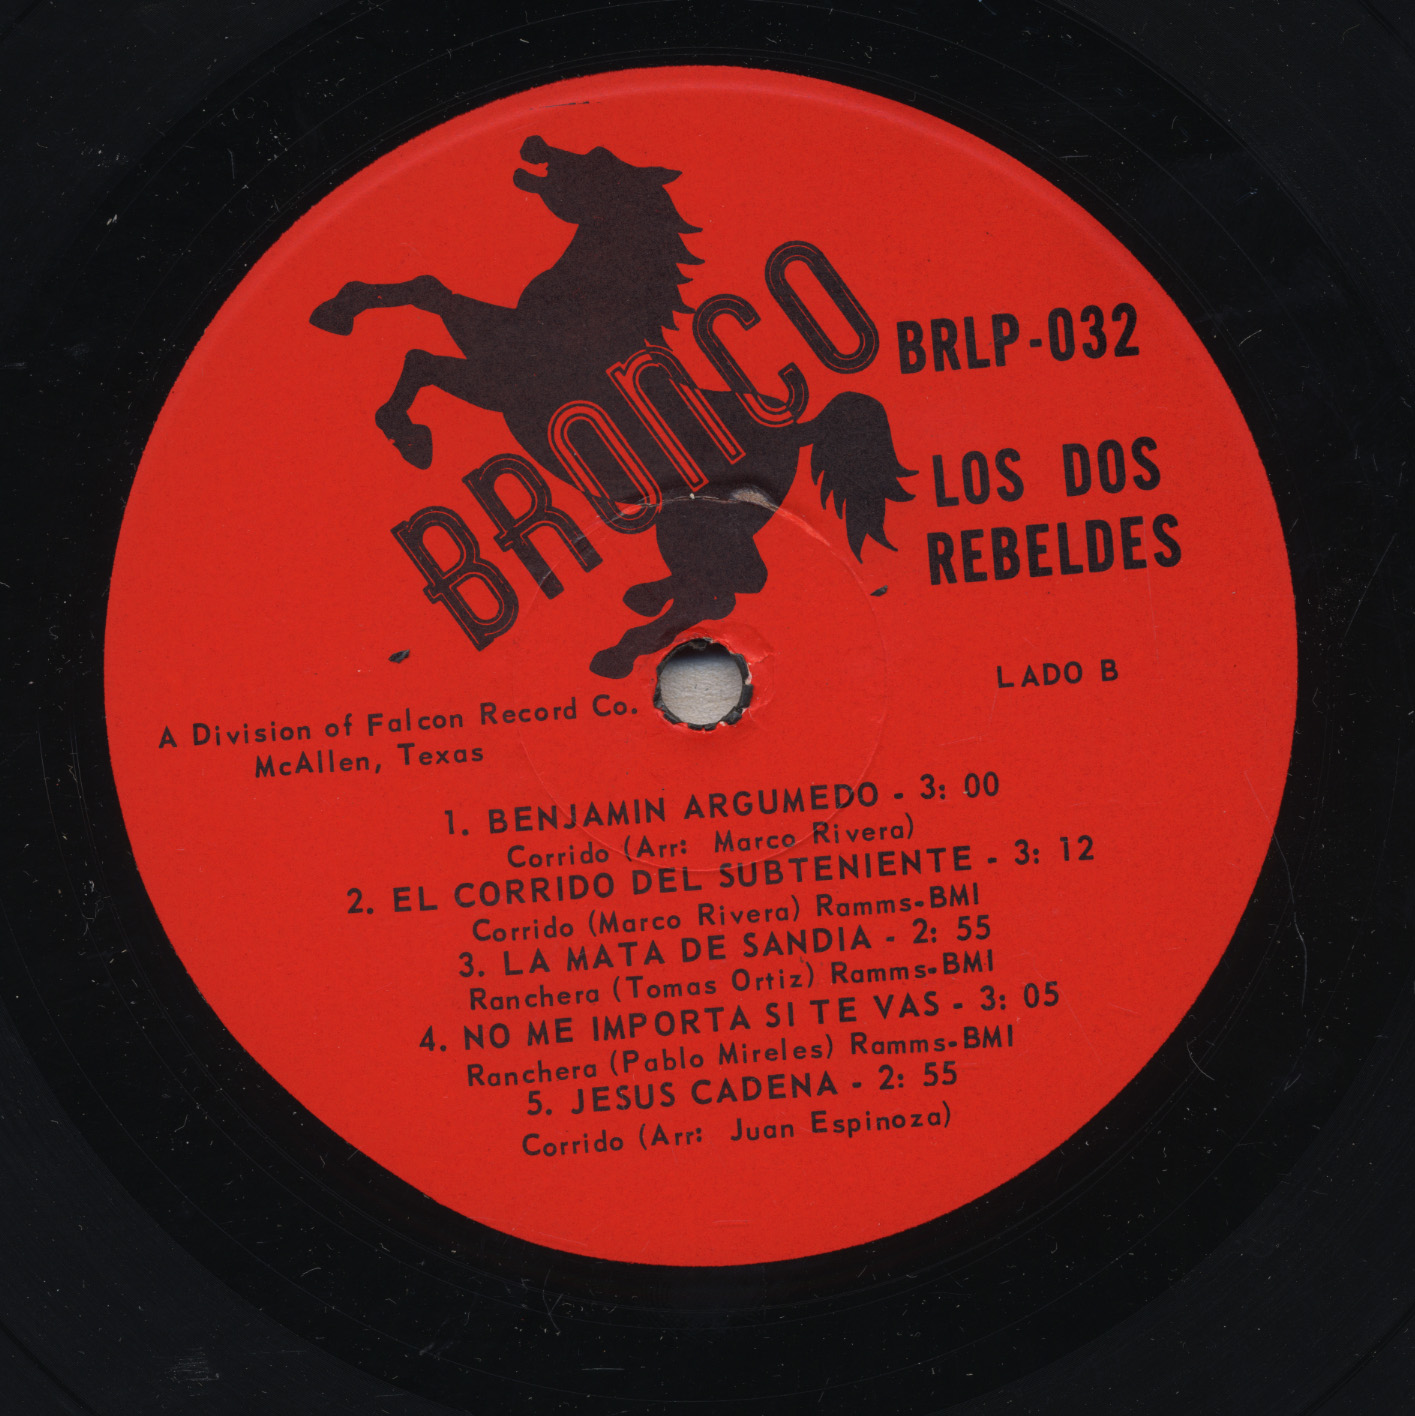 BRONCO
BRLP-032
LOS DOS
REBELDES
LADO B
A Division of Falcon Record Co.
McAllen, Texas
1. BENJAMIN ARGUMEDO - 3: 00
Corrido (Arr: Marco Rivera)
2. EL CORRIDO DEL SUBTENIENTE - 3: 12
Corrido (Marco Rivera) Ramms-BMI
3. LA MATA DE SANDIA - 2: 55
Ranchera (Tomas Ortiz) Ramms-BMI
4. NO ME IMPORTA SI TE VAS - 3: 05
Ranchera (Pablo Mireles) Ramms-BMI
5. JESUS CADENA - 2: 55
Corrido (Arr: Juan Espinoza)